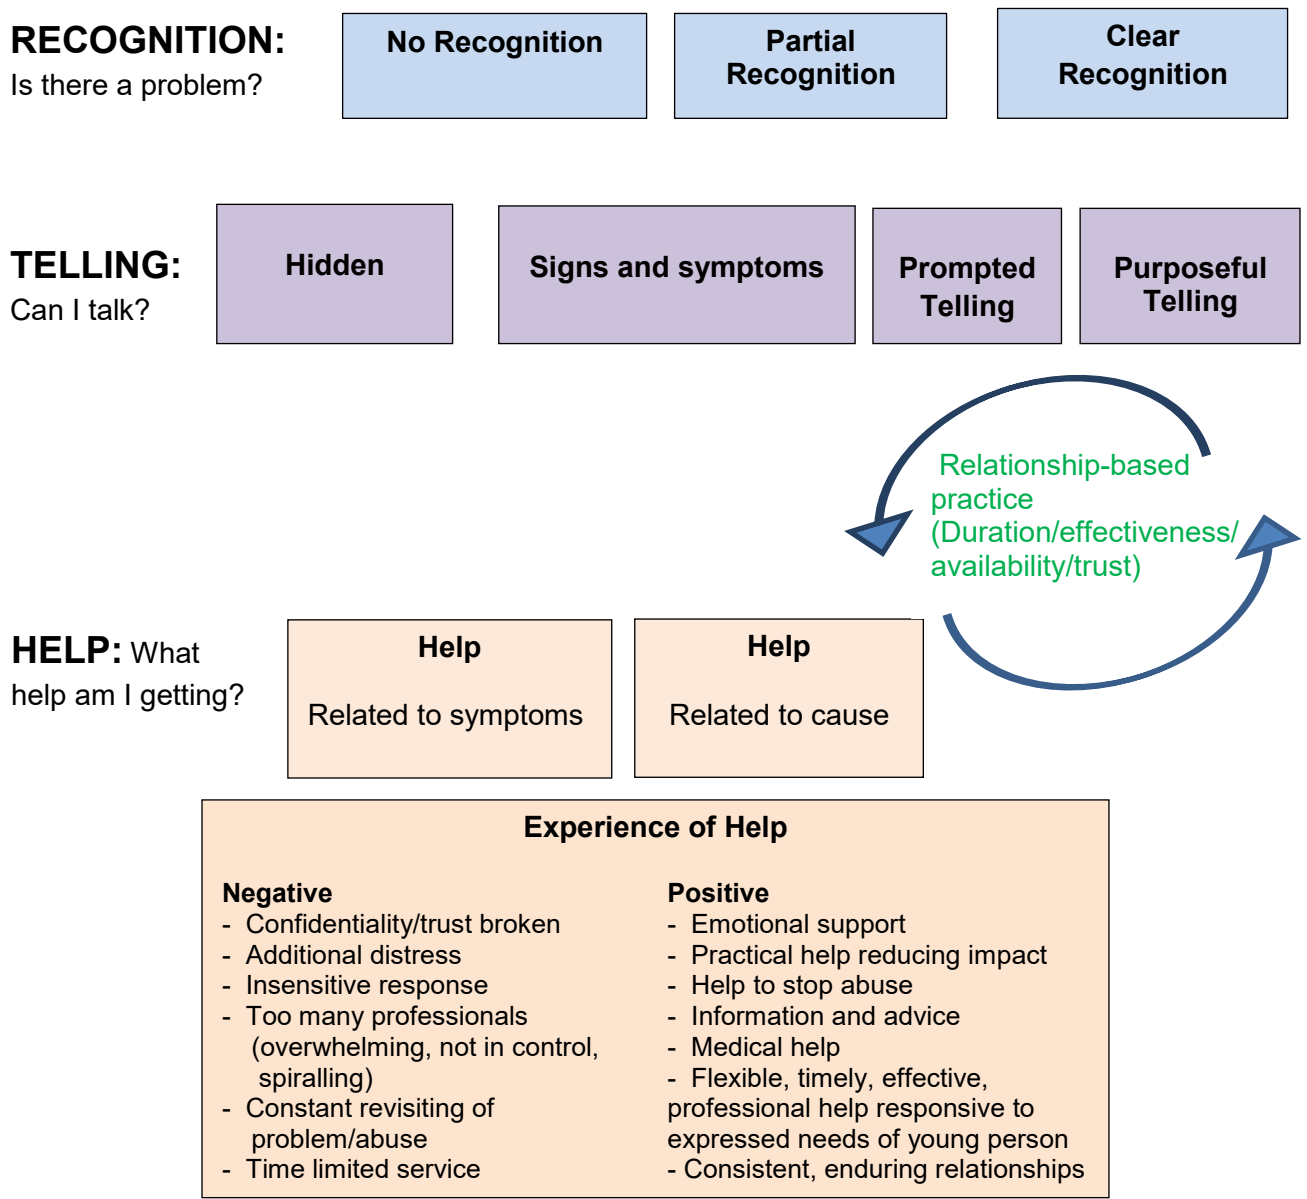 RECOGNITION:
Is there a problem?
No Recognition
Partial
Recognition
Clear
Recognition
TELLING:
Can I talk?
Hidden
Signs and symptoms
Prompted
Telling
Purposeful
Telling
Relationship-based
practice
(Duration/effectiveness/
availability/trust)
HELP: What
help am I getting?
Help
Related to symptoms
Help
Related to cause
Experience of Help
Negative
- Confidentiality/trust broken
- Additional distress
- Insensitive response
- Too many professionals
(overwhelming, not in control,
spiralling)
- Constant revisiting of
problem/abuse
- Time limited service
Positive
- Emotional support
- Practical help reducing impact
- Help to stop abuse
- Information and advice
- Medical help
- Flexible, timely, effective,
professional help responsive to
expressed needs of young person
- Consistent, enduring relationships